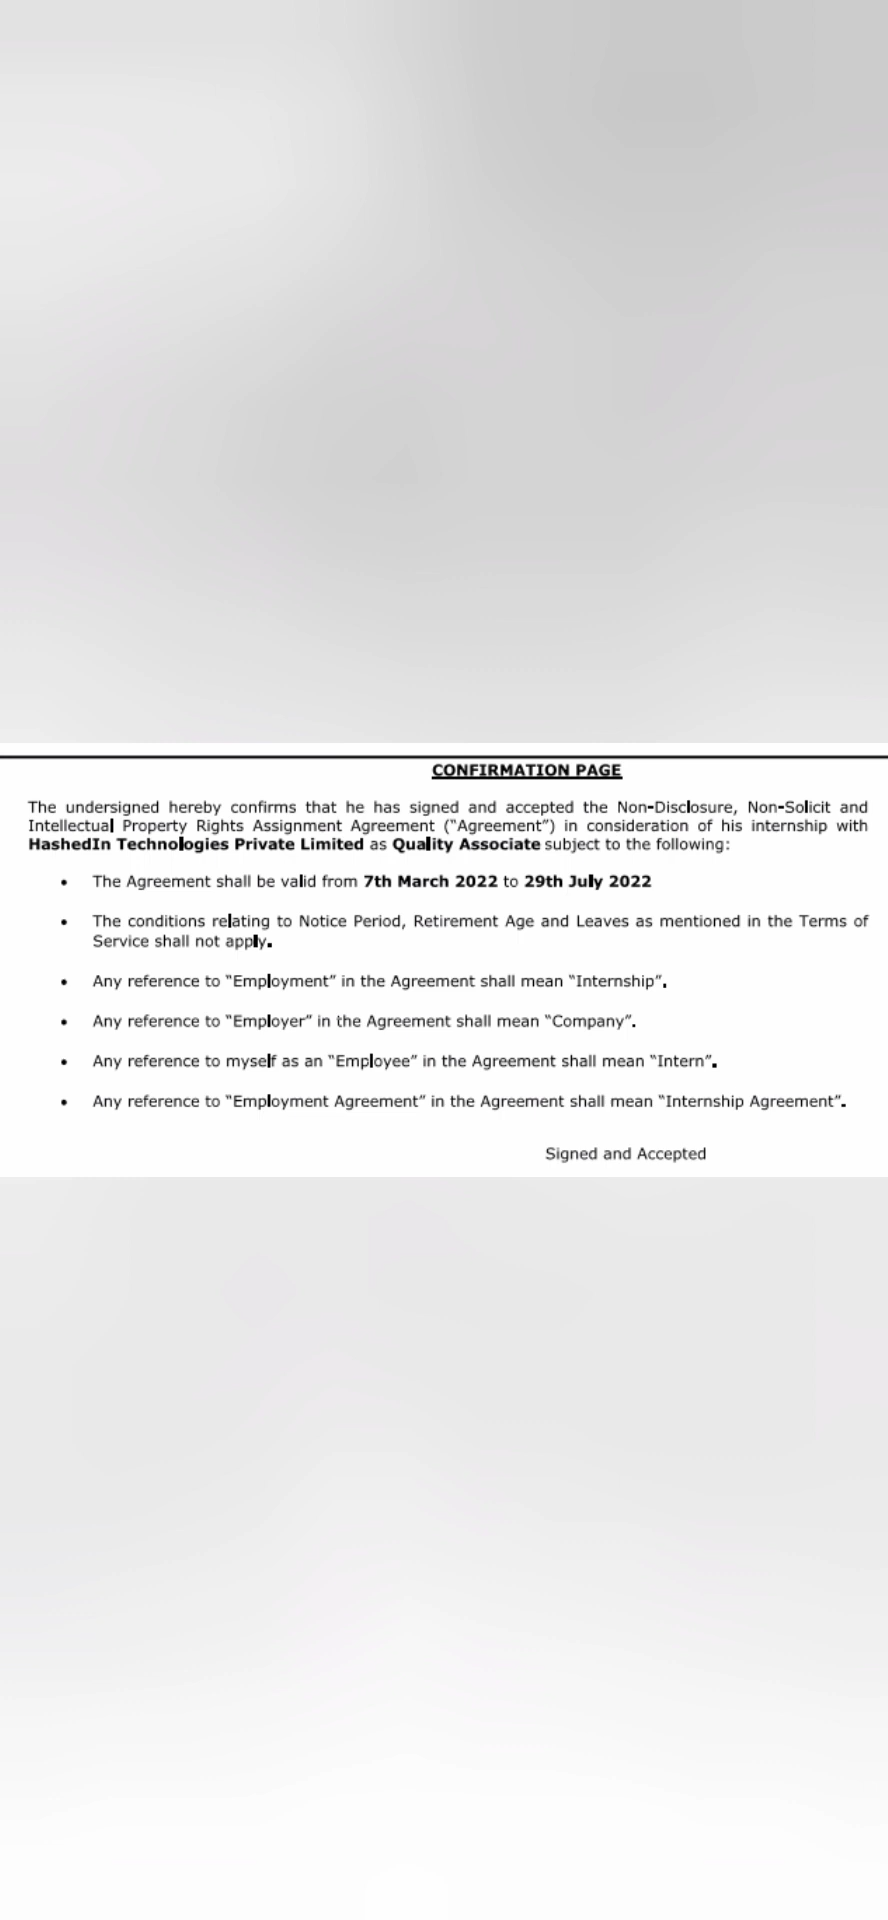 CONFIRMATION PAGE
The undersigned hereby confirms that he has signed and accepted the Non-Disclosure, Non-Solicit and
Intellectual Property Rights Assignment Agreement (“Agreement”) in consideration of his internship with
HashedIn Technologies Private Limited as Quality Associate subject to the following:
• The Agreement shall be valid from 7th March 2022 to 29th July 2022
• The conditions relating to Notice Period, Retirement Age and Leaves as mentioned in the Terms of
Service shall not apply.
• Any reference to “Employment” in the Agreement shall mean “Internship”.
• Any reference to “Employer” in the Agreement shall mean “Company”.
• Any reference to myself as an “Employee” in the Agreement shall mean “Intern”.
• Any reference to “Employment Agreement” in the Agreement shall mean “Internship Agreement”.
Signed and Accepted